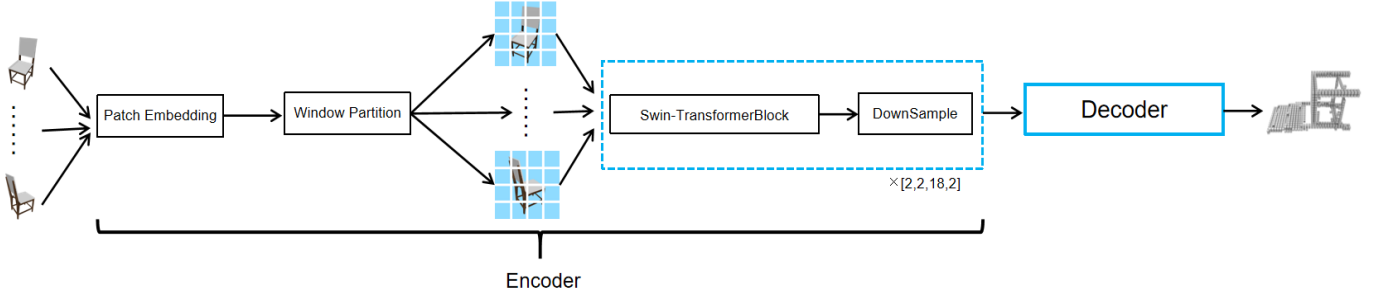 Patch Embedding
Window Partition
Swin-TransformerBlock
DownSample
×[2,2,18,2]
Decoder
Encoder